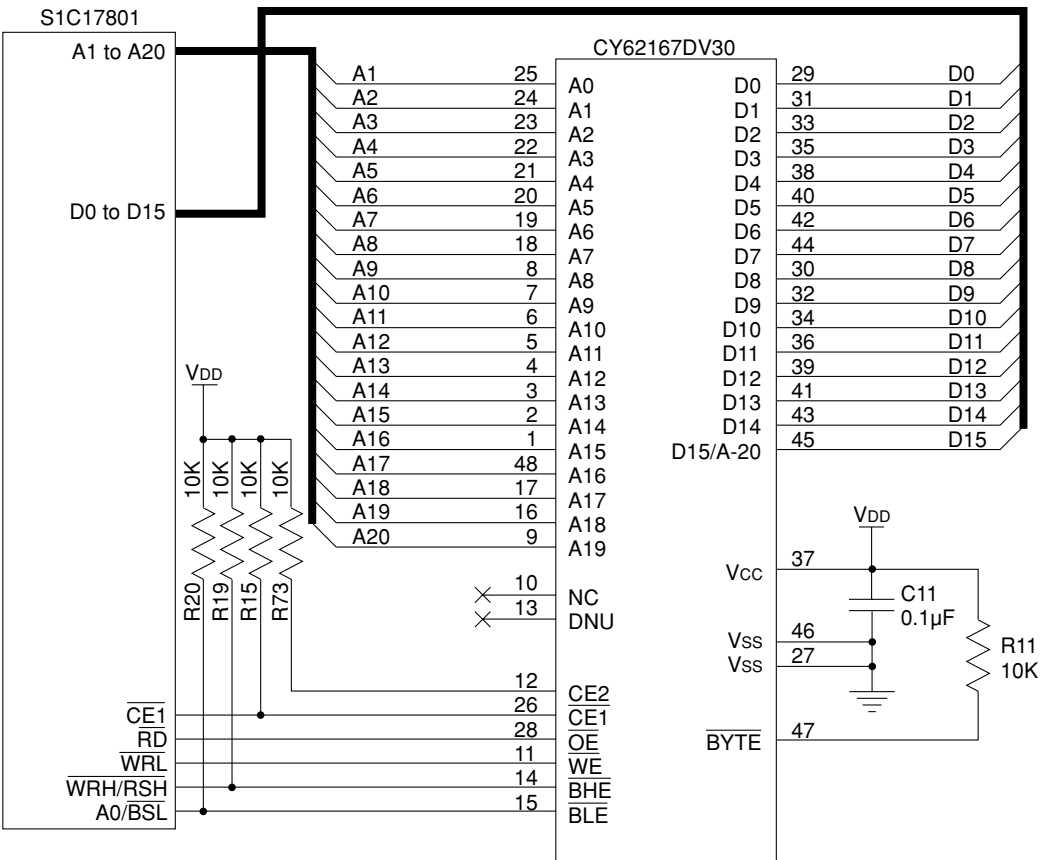 S1C17801
CY62167DV30
A1 to A20
D0 to D15
A1 25 A0 D0 29 D0
A2 24 A1 D1 31 D1
A3 23 A2 D2 33 D2
A4 22 A3 D3 35 D3
A5 21 A4 D4 38 D4
A6 20 A5 D5 40 D5
A7 19 A6 D6 42 D6
A8 18 A7 D7 44 D7
A9 8 A8 D8 30 D8
A10 7 A9 D9 32 D9
A11 6 A10 D10 34 D10
A12 5 A11 D11 36 D11
A13 4 A12 D12 39 D12
A14 3 A13 D13 41 D13
A15 2 A14 D14 43 D14
A16 1 A15 D15/A-20 45 D15
A17 48 A16
A18 17 A17
A19 16 A18
A20 9 A19
VDD
10K 10K 10K 10K
R20 R19 R15 R73
10 NC
13 DNU
VDD
VCC 37
C11
0.1µF
VSS 46
VSS 27
R11
10K
BYTE 47
12 CE2
CE1 26 CE1
RD 28 OE
WRL 11 WE
WRH/RSH 14 BHE
A0/BSL 15 BLE